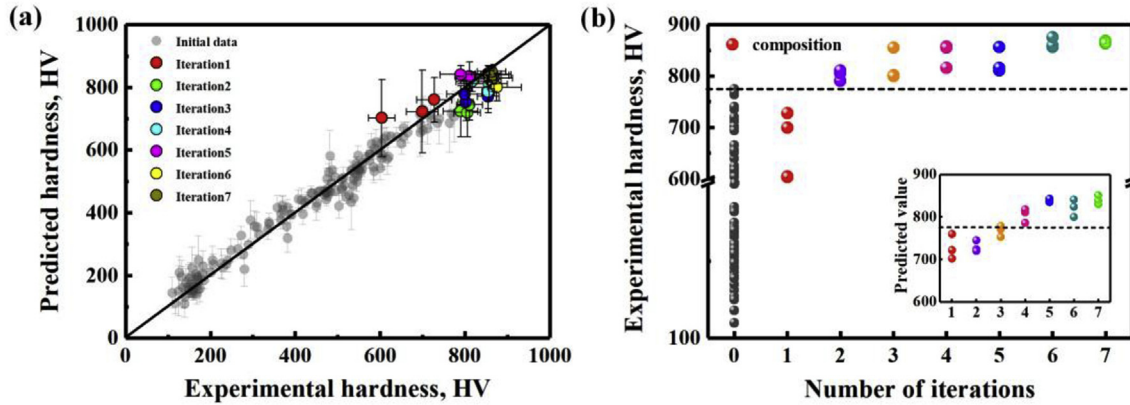 (a)
Predicted hardness, HV
1000
800
600
400
200
0
Initial data
Iteration1
Iteration2
Iteration3
Iteration4
Iteration5
Iteration6
Iteration7
0 200 400 600 800 1000
Experimental hardness, HV
(b)
Experimental hardness, HV
900
800
700
600
100
composition
Predicted value
900
800
700
600
1 2 3 4 5 6 7
0 1 2 3 4 5 6 7
Number of iterations